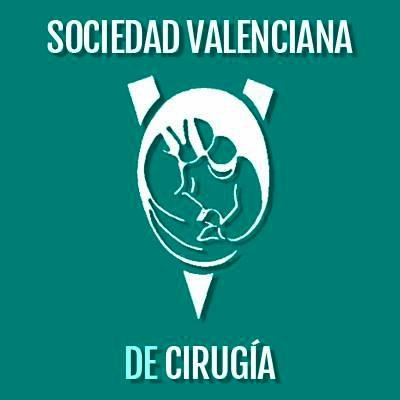 SOCIEDAD VALENCIANA
DE CIRUGÍA